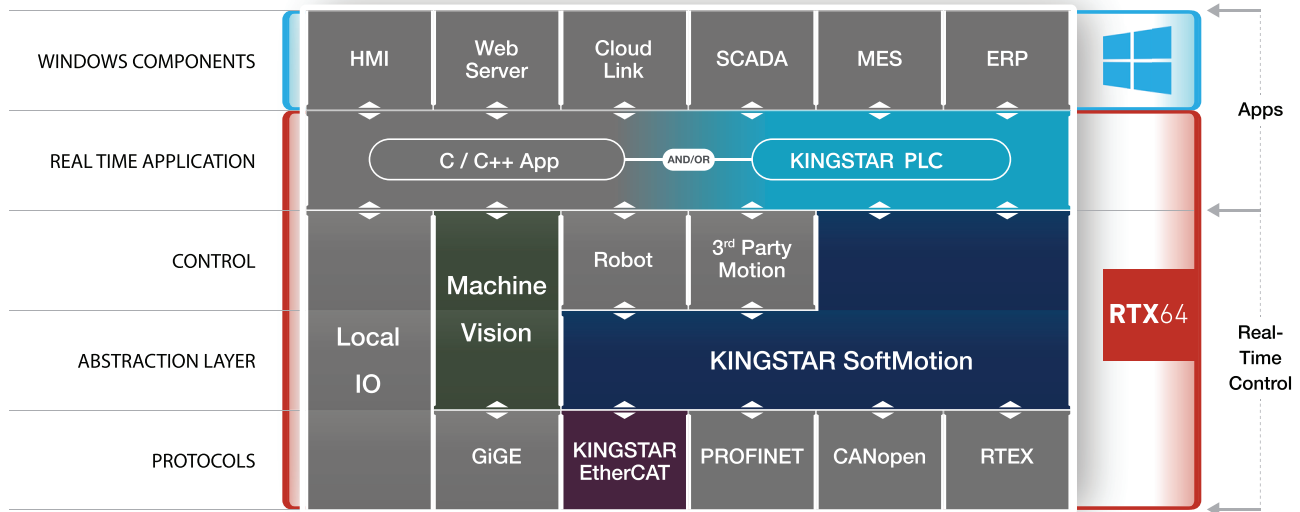 WINDOWS COMPONENTS
HMI
Web
Server
Cloud
Link
SCADA
MES
ERP
Apps
REAL TIME APPLICATION
C / C++ App
AND/OR
KINGSTAR PLC
CONTROL
Machine
Vision
Robot
3rd Party
Motion
RTX64
ABSTRACTION LAYER
Local
IO
KINGSTAR SoftMotion
Real-
Time
Control
PROTOCOLS
GiGE
KINGSTAR
EtherCAT
PROFINET
CANopen
RTEX